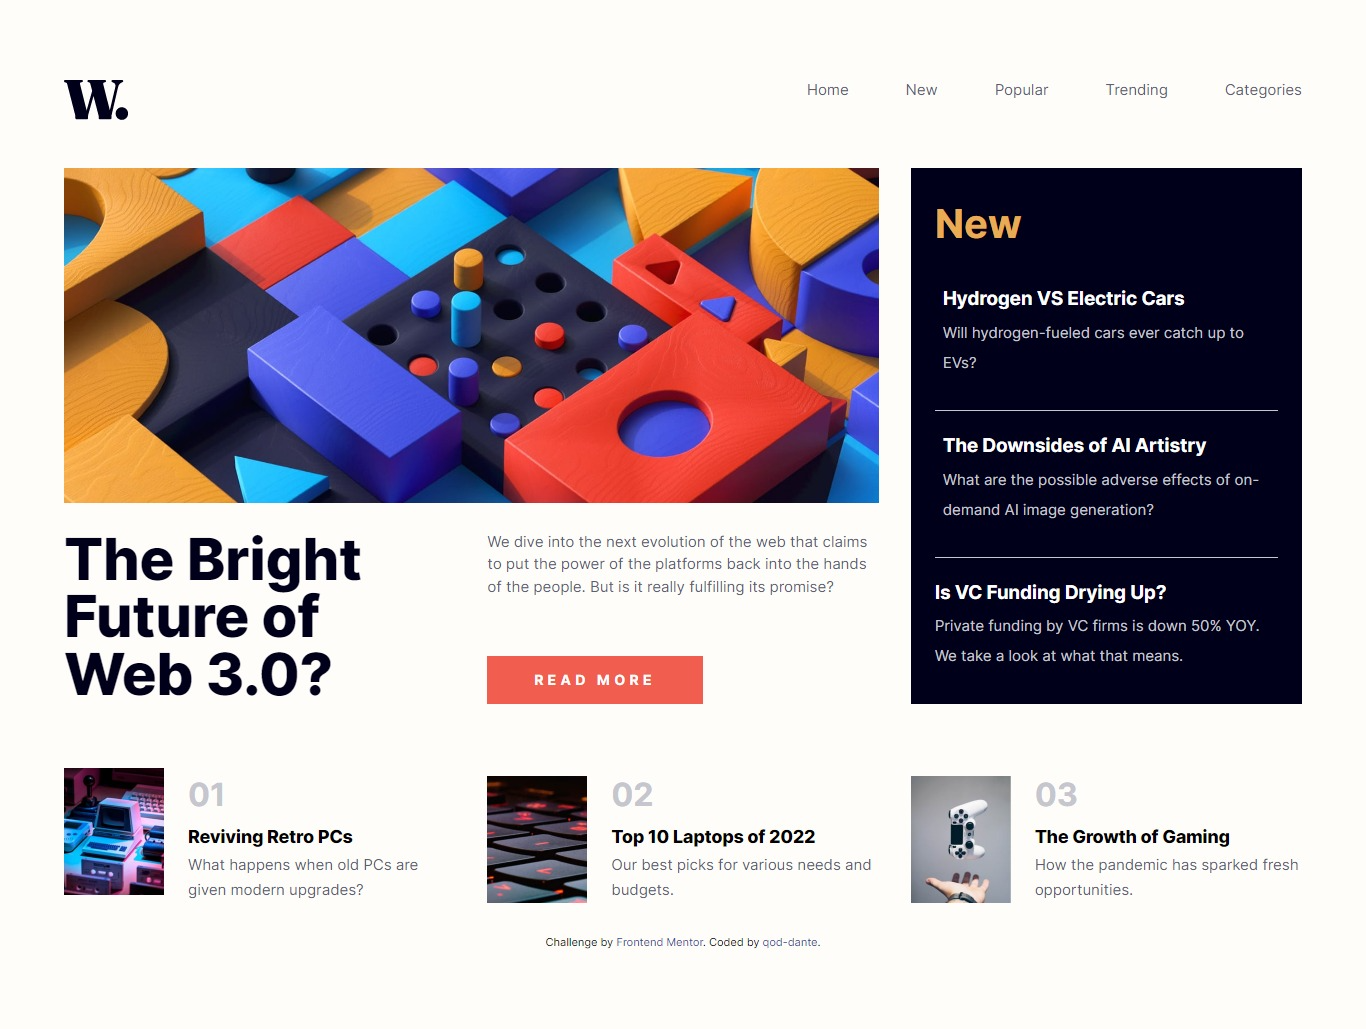 W.
Home New Popular Trending Categories
New
Hydrogen VS Electric Cars
Will hydrogen-fueled cars ever catch up to
EVs?
The Downsides of AI Artistry
What are the possible adverse effects of on-
demand AI image generation?
Is VC Funding Drying Up?
Private funding by VC firms is down 50% YOY.
We take a look at what that means.
The Bright
Future of
Web 3.0?
We dive into the next evolution of the web that claims
to put the power of the platforms back into the hands
of the people. But is it really fulfilling its promise?
READ MORE
01
Reviving Retro PCs
What happens when old PCs are
given modern upgrades?
02
Top 10 Laptops of 2022
Our best picks for various needs and
budgets.
03
The Growth of Gaming
How the pandemic has sparked fresh
opportunities.
Challenge by Frontend Mentor. Coded by qod-dante.